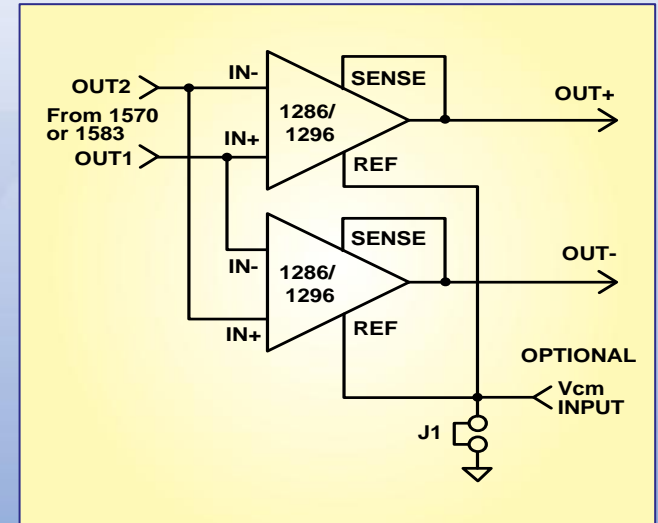 OUT2
From 1570
or 1583
OUT1
IN-
IN+
1286/
1296
SENSE
REF
OUT+
IN-
IN+
1286/
1296
SENSE
REF
OUT-
OPTIONAL
Vcm
INPUT
J1